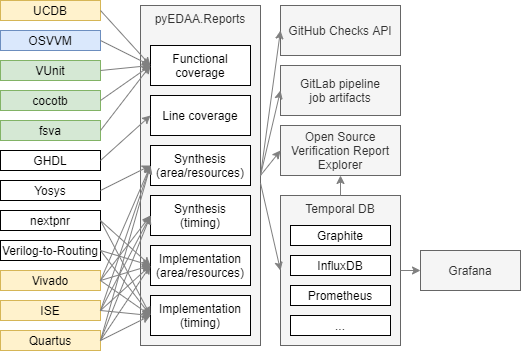 UCDB
OSVVM
VUnit
cocotb
fsva
GHDL
Yosys
nextpnr
Verilog-to-Routing
Vivado
ISE
Quartus
pyEDAA.Reports
Functional
coverage
Line coverage
Synthesis
(area/resources)
Synthesis
(timing)
Implementation
(area/resources)
Implementation
(timing)
GitHub Checks API
GitLab pipeline
job artifacts
Open Source
Verification Report
Explorer
Temporal DB
Graphite
InfluxDB
Prometheus
...
Grafana